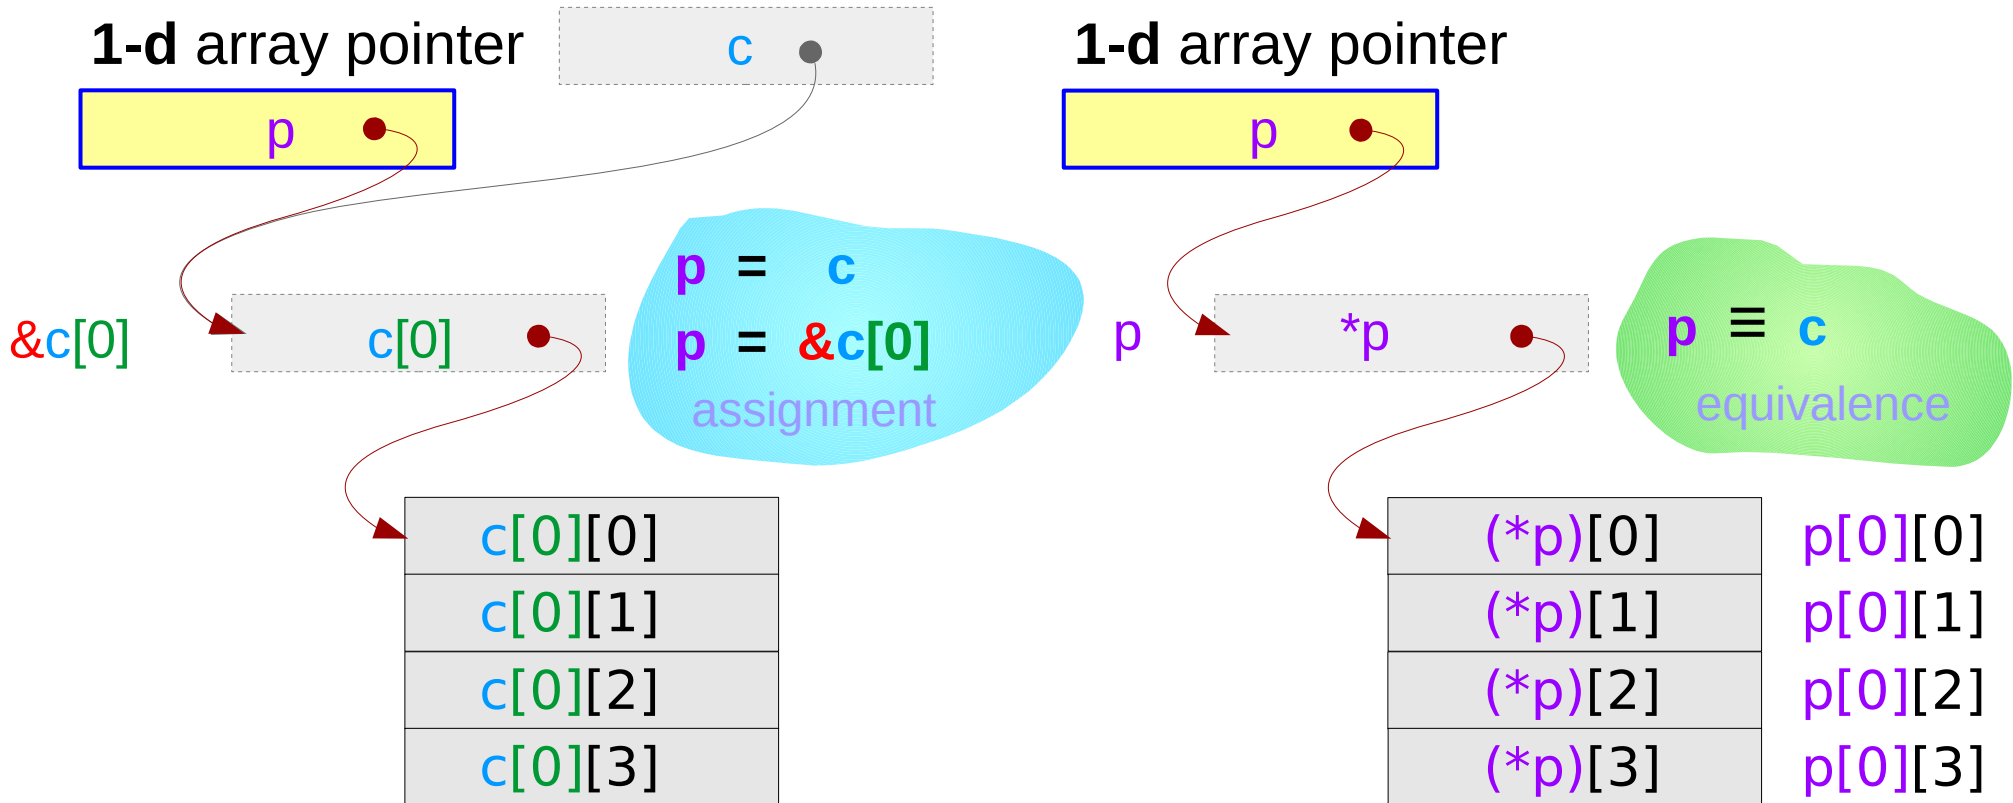 1-d array pointer
c
p
&c[0]
c[0]
p = c
p = &c[0]
assignment
c[0][0]
c[0][1]
c[0][2]
c[0][3]
1-d array pointer
p
p
*p
p ≡ c
equivalence
(*p)[0] p[0][0]
(*p)[1] p[0][1]
(*p)[2] p[0][2]
(*p)[3] p[0][3]